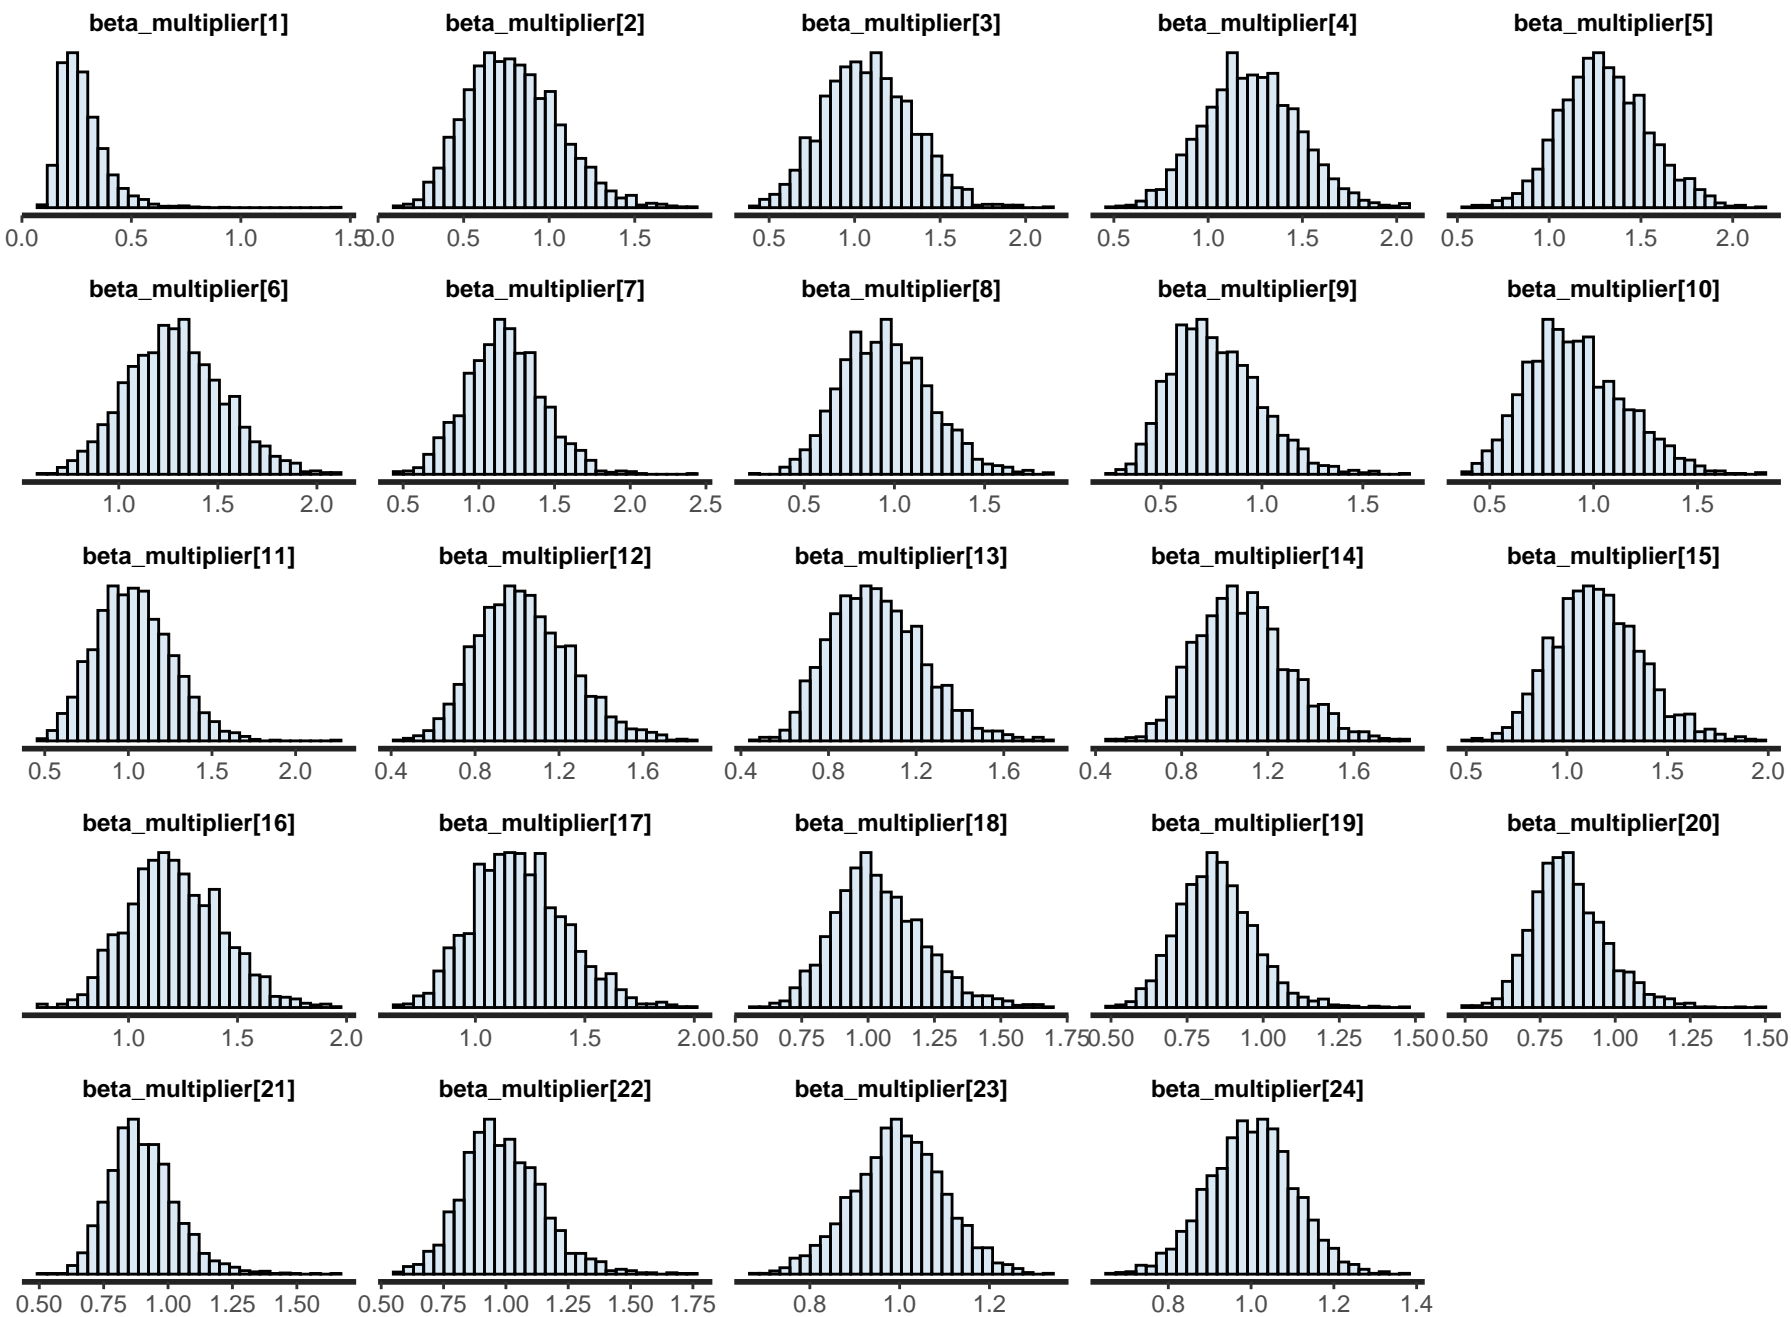 beta_multiplier[1] beta_multiplier[2] beta_multiplier[3] beta_multiplier[4] beta_multiplier[5]
0.0 0.5 1.0 1.5 0.0 0.5 1.0 1.5 0.5 1.0 1.5 2.0 0.5 1.0 1.5 2.0 0.5 1.0 1.5 2.0
beta_multiplier[6] beta_multiplier[7] beta_multiplier[8] beta_multiplier[9] beta_multiplier[10]
1.0 1.5 2.0 0.5 1.0 1.5 2.0 2.5 0.5 1.0 1.5 0.5 1.0 1.5 0.5 1.0 1.5
beta_multiplier[11] beta_multiplier[12] beta_multiplier[13] beta_multiplier[14] beta_multiplier[15]
0.5 1.0 1.5 2.0 0.4 0.8 1.2 1.6 0.4 0.8 1.2 1.6 0.4 0.8 1.2 1.6 0.5 1.0 1.5 2.0
beta_multiplier[16] beta_multiplier[17] beta_multiplier[18] beta_multiplier[19] beta_multiplier[20]
1.0 1.5 2.0 1.0 1.5 2.0 0.50 0.75 1.00 1.25 1.50 1.75 0.50 0.75 1.00 1.25 1.50 0.50 0.75 1.00 1.25 1.50
beta_multiplier[21] beta_multiplier[22] beta_multiplier[23] beta_multiplier[24]
0.50 0.75 1.00 1.25 1.50 0.50 0.75 1.00 1.25 1.50 1.75 0.8 1.0 1.2 0.8 1.0 1.2 1.4